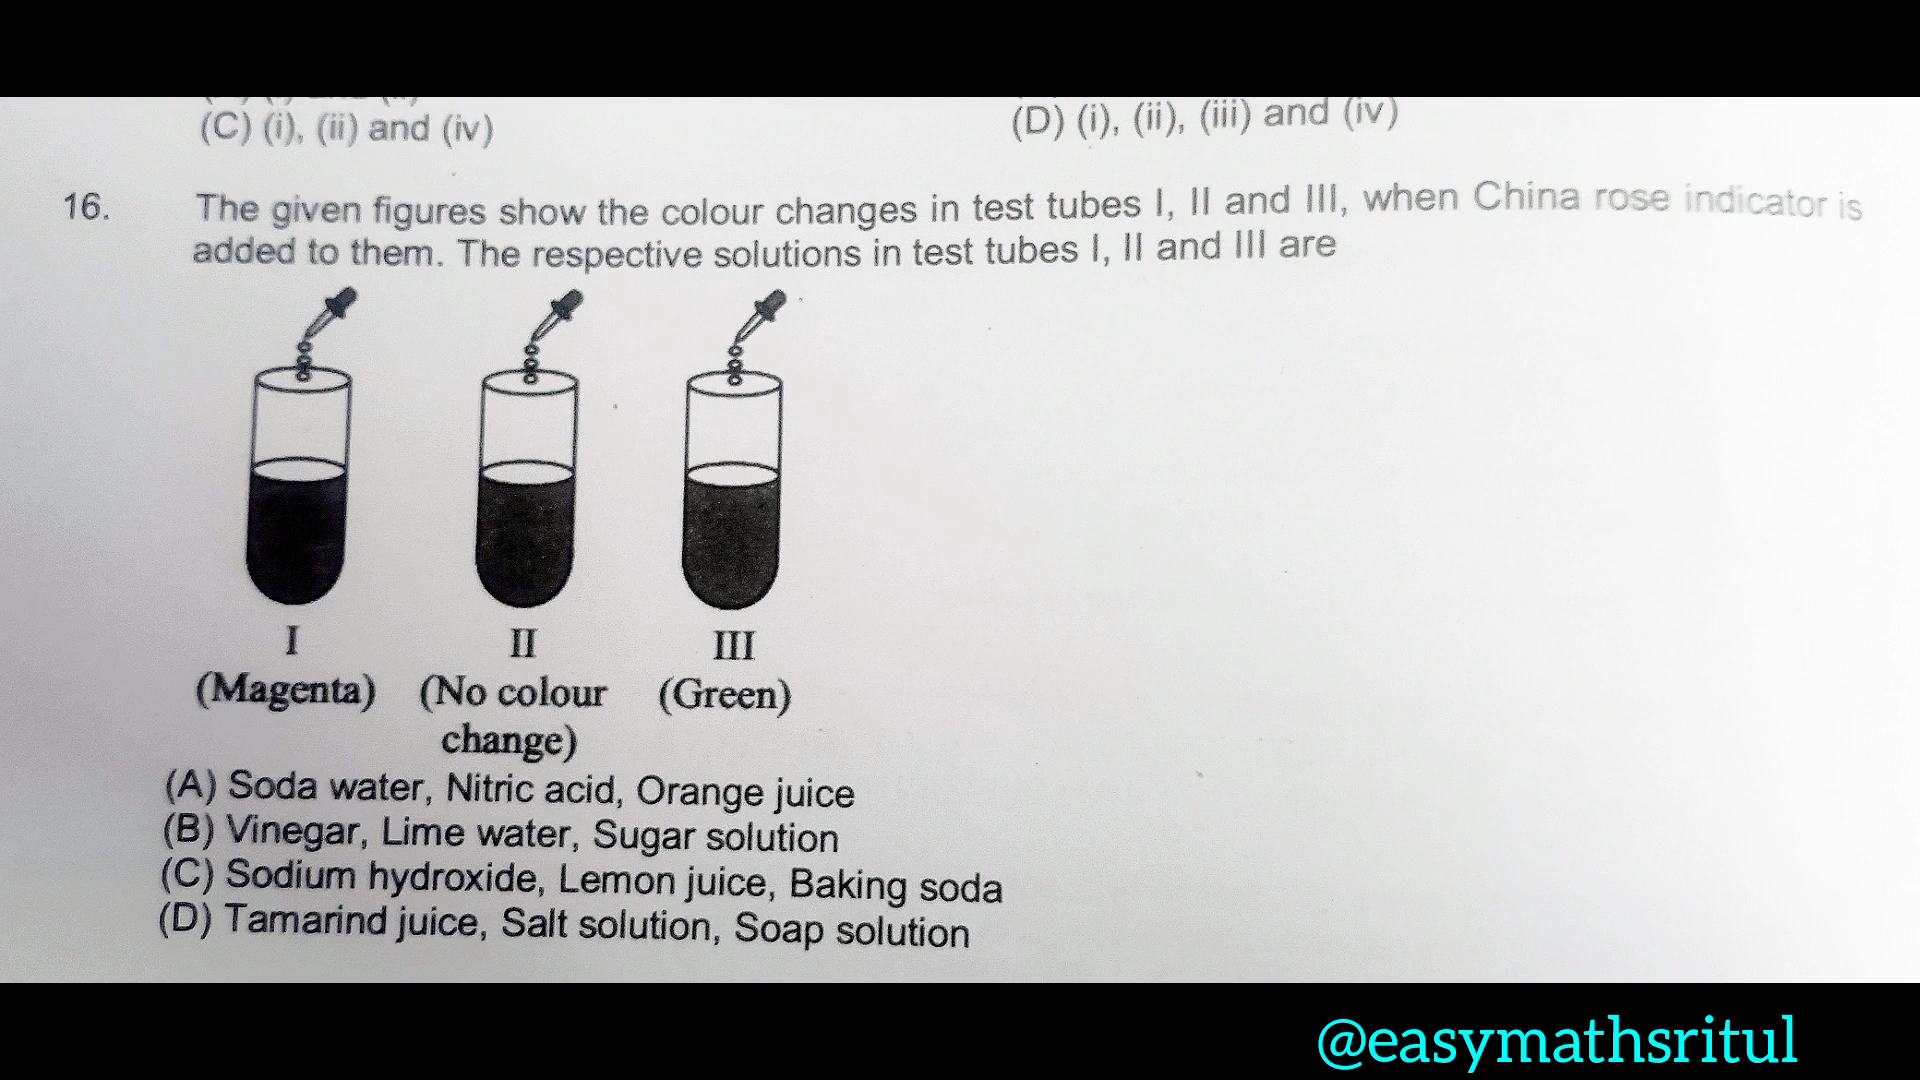 (C) (i), (ii) and (iv)
(D) (i), (ii), (iii) and (iv)
16. The given figures show the colour changes in test tubes I, II and III, when China rose indicator is
added to them. The respective solutions in test tubes I, II and III are
I
II
III
(Magenta)
(No colour
change)
(Green)
(A) Soda water, Nitric acid, Orange juice
(B) Vinegar, Lime water, Sugar solution
(C) Sodium hydroxide, Lemon juice, Baking soda
(D) Tamarind juice, Salt solution, Soap solution
@easymathsritul